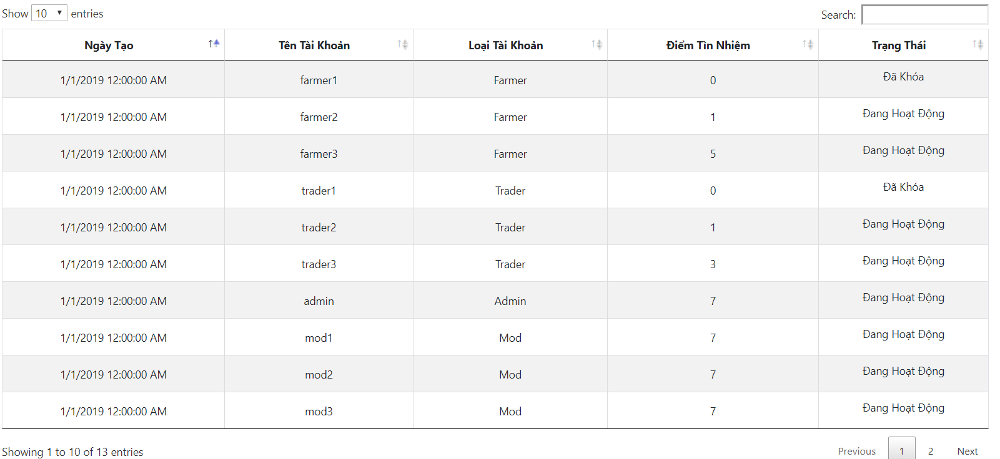 Show 10 entries Search:
Ngày Tạo Tên Tài Khoản Loại Tài Khoản Điểm Tìn Nhiệm Trạng Thái
1/1/2019 12:00:00 AM farmer1 Farmer 0 Đã Khóa
1/1/2019 12:00:00 AM farmer2 Farmer 1 Đang Hoạt Động
1/1/2019 12:00:00 AM farmer3 Farmer 5 Đang Hoạt Động
1/1/2019 12:00:00 AM trader1 Trader 0 Đã Khóa
1/1/2019 12:00:00 AM trader2 Trader 1 Đang Hoạt Động
1/1/2019 12:00:00 AM trader3 Trader 3 Đang Hoạt Động
1/1/2019 12:00:00 AM admin Admin 7 Đang Hoạt Động
1/1/2019 12:00:00 AM mod1 Mod 7 Đang Hoạt Động
1/1/2019 12:00:00 AM mod2 Mod 7 Đang Hoạt Động
1/1/2019 12:00:00 AM mod3 Mod 7 Đang Hoạt Động
Showing 1 to 10 of 13 entries Previous 1 2 Next